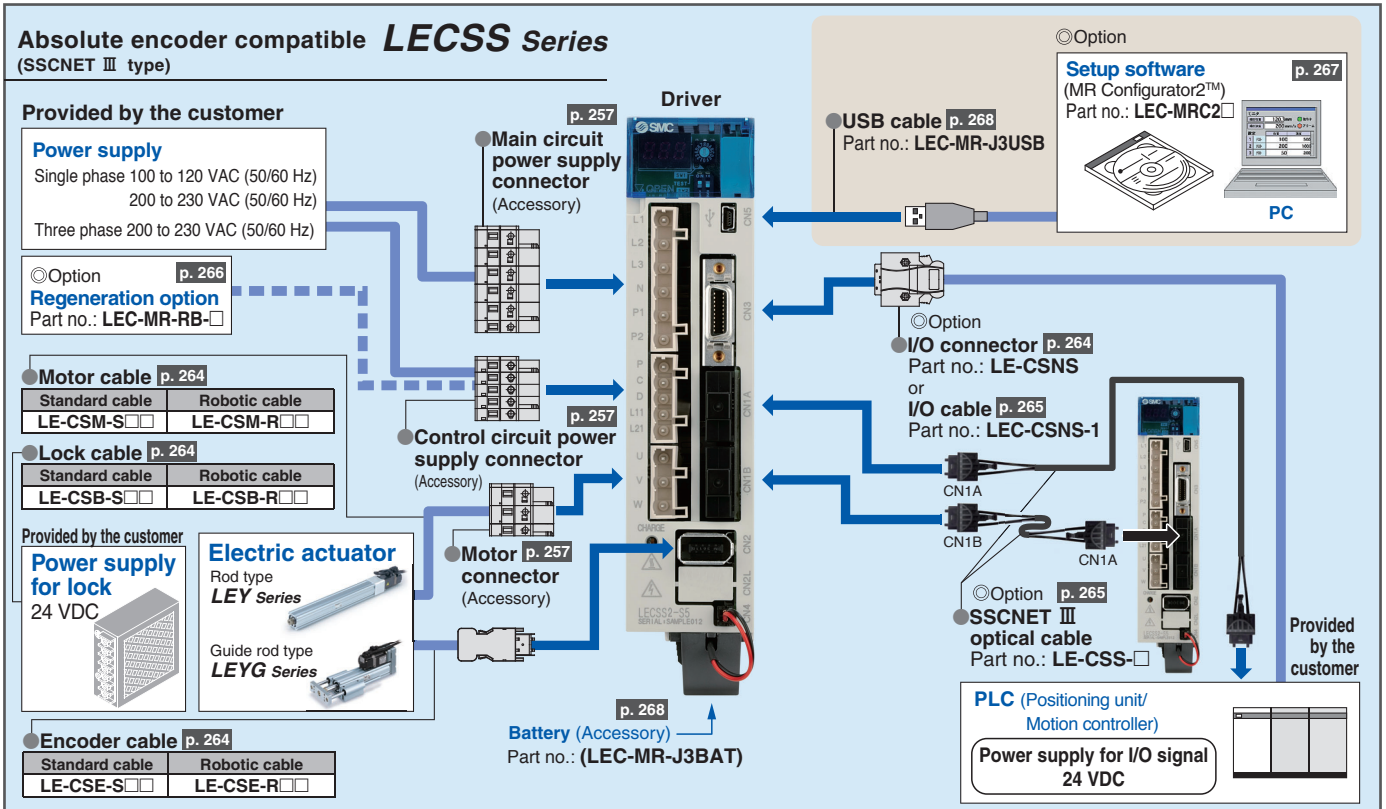 Absolute encoder compatible LECSS Series
(SSCNET Ⅲ type)
Provided by the customer
Power supply
Single phase 100 to 120 VAC (50/60 Hz)
200 to 230 VAC (50/60 Hz)
Three phase 200 to 230 VAC (50/60 Hz)
◎Option p. 266
Regeneration option
Part no.: LEC-MR-RB-□
●Motor cable p. 264
Standard cable Robotic cable
LE-CSM-S□□ LE-CSM-R□□
●Lock cable p. 264
Standard cable Robotic cable
LE-CSB-S□□ LE-CSB-R□□
Provided by the customer
Power supply
for lock
24 VDC
Electric actuator
Rod type
LEY Series
Guide rod type
LEYG Series
●Encoder cable p. 264
Standard cable Robotic cable
LE-CSE-S□□ LE-CSE-R□□
p. 257
●Main circuit
power supply
connector
(Accessory)
p. 257
●Control circuit power
supply connector
(Accessory)
●Motor p. 257
connector
(Accessory)
p. 268
Battery (Accessory)
Part no.: (LEC-MR-J3BAT)
Driver
SMC
L1
L2
L3
N
P1
P2
P
C
D
L11
L21
U
V
W
CHARGE
CN5
CN3
CN1A
CN1B
CN2
CN2L
CN4
LECSS2-S5
◎Option
Setup software p. 267
(MR Configurator2™)
Part no.: LEC-MRC2□
PC
●USB cable p. 268
Part no.: LEC-MR-J3USB
◎Option
●I/O connector p. 264
Part no.: LE-CSNS
or
I/O cable p. 265
Part no.: LEC-CSNS-1
CN1A
CN1B
CN1A
◎Option p. 265
●SSCNET Ⅲ
optical cable
Part no.: LE-CSS-□
Provided
by the
customer
PLC (Positioning unit/
Motion controller)
Power supply for I/O signal
24 VDC